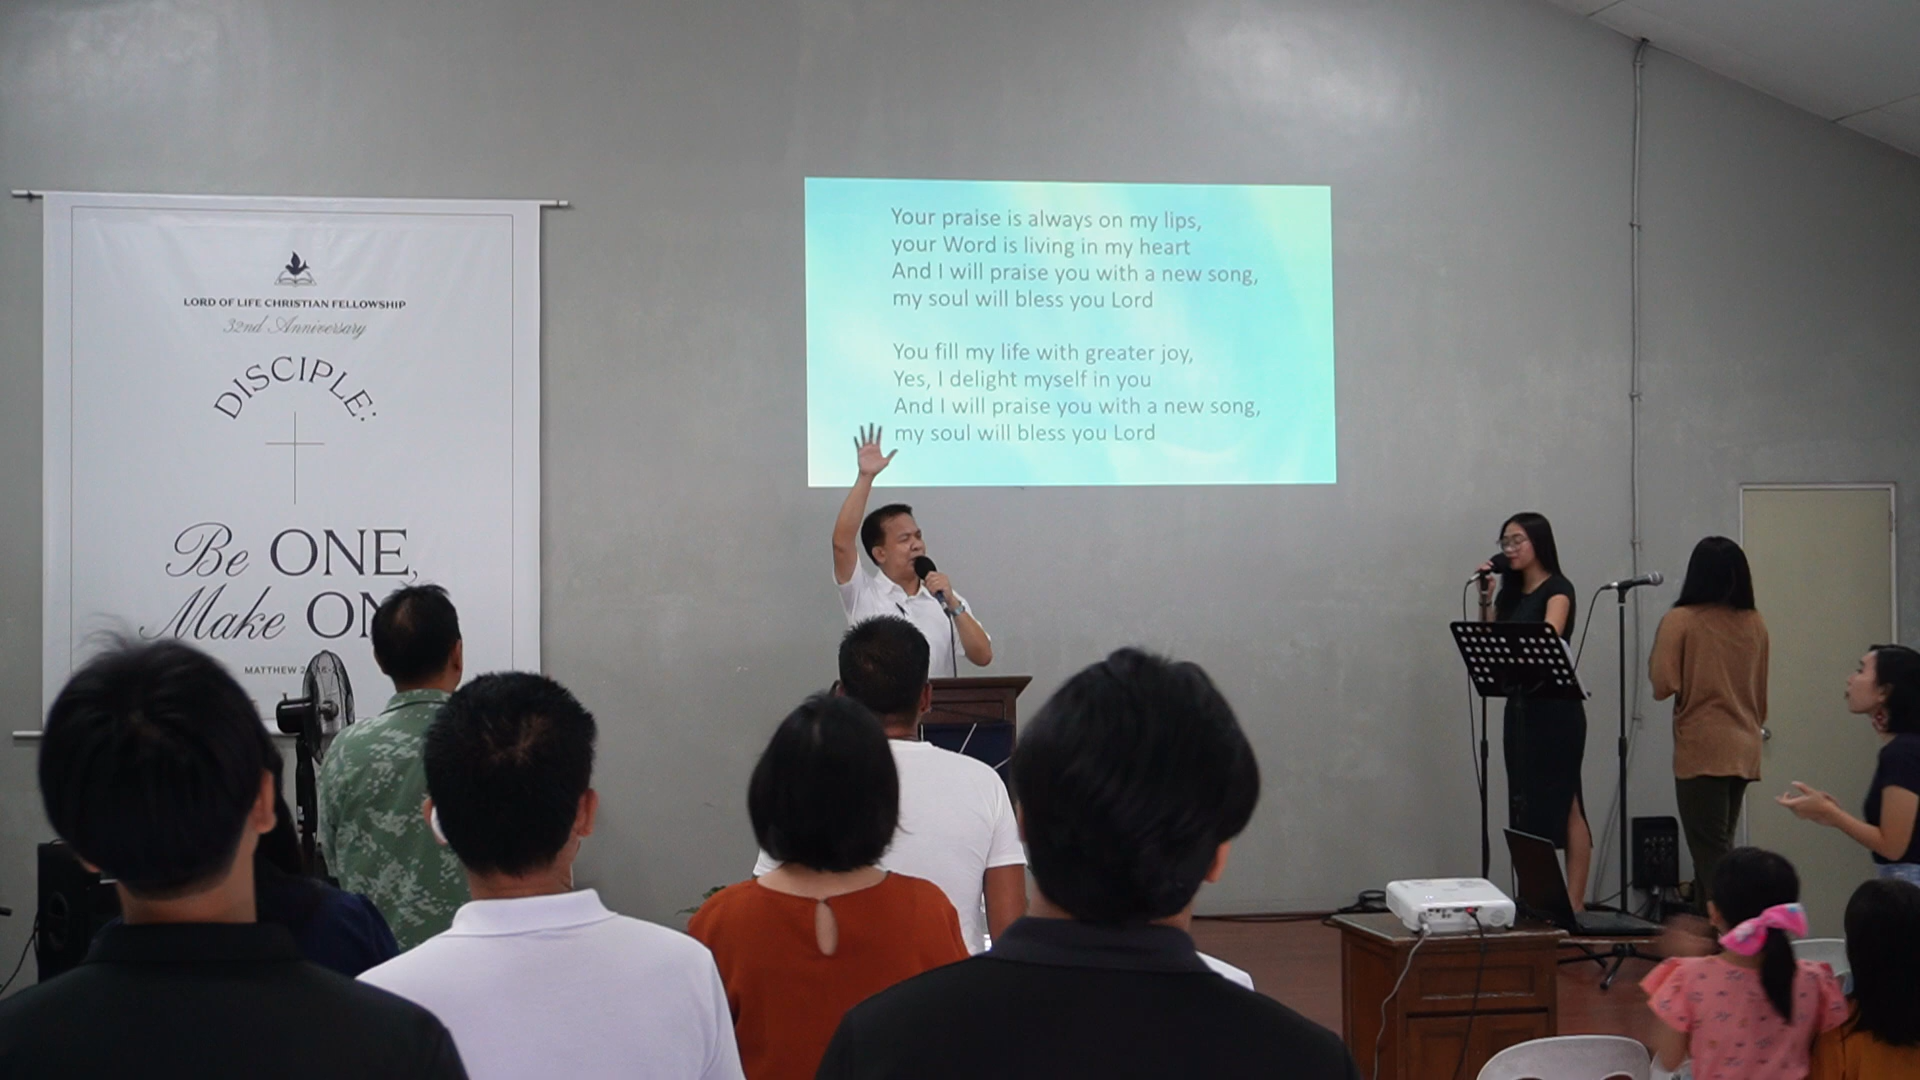 LORD OF LIFE CHRISTIAN FELLOWSHIP
32nd Anniversary
DISCIPLE:
Be ONE,
Make
MATTHEW
Your praise is always on my lips,
your Word is living in my heart
And I will praise you with a new song,
my soul will bless you Lord
You fill my life with greater joy,
Yes, I delight myself in you
And I will praise you with a new song,
my soul will bless you Lord